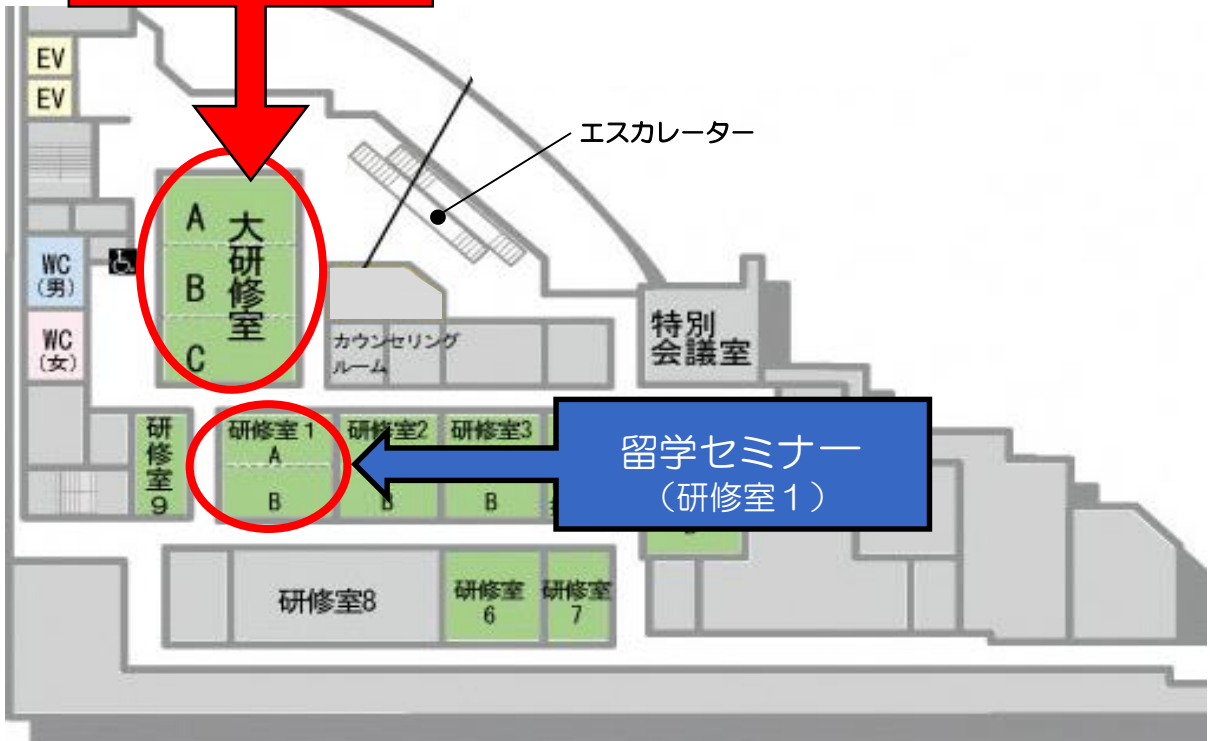 EV
EV
エスカレーター
A
B
C
大研修室
WC
(男)
WC
(女)
カウンセリング
ルーム
特別
会議室
研修室9
研修室1
A
B
研修室2
B
研修室3
B
留学セミナー
（研修室１）
研修室8
研修室
6
研修室
7